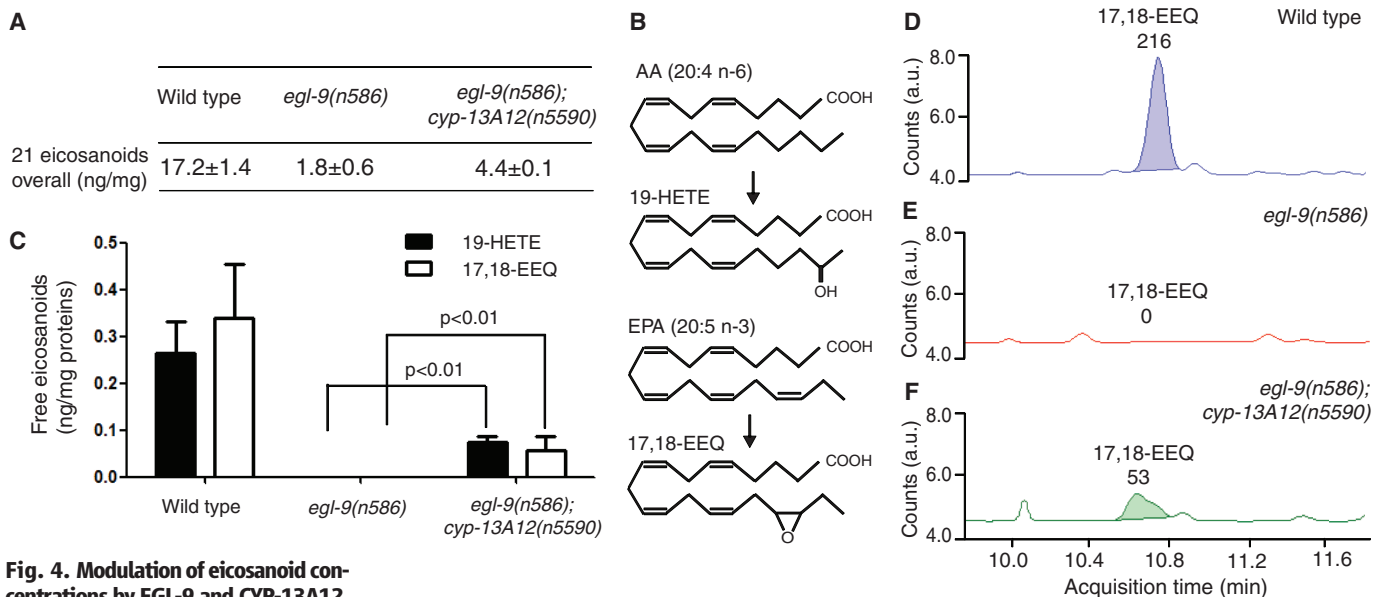 A
Wild type
egl-9(n586)
egl-9(n586);
cyp-13A12(n5590)
21 eicosanoids
overall (ng/mg)
17.2±1.4
1.8±0.6
4.4±0.1
B
AA (20:4 n-6)
COOH
19-HETE
COOH
OH
EPA (20:5 n-3)
COOH
17,18-EEQ
COOH
O
C
Free eicosanoids
(ng/mg proteins)
0.5
0.4
0.3
0.2
0.1
0.0
19-HETE
17,18-EEQ
p<0.01
p<0.01
Wild type
egl-9(n586)
egl-9(n586);
cyp-13A12(n5590)
D
17,18-EEQ
216
Wild type
Counts (a.u.)
8.0
6.0
4.0
E
egl-9(n586)
17,18-EEQ
0
Counts (a.u.)
8.0
6.0
4.0
F
egl-9(n586);
cyp-13A12(n5590)
17,18-EEQ
53
Counts (a.u.)
8.0
6.0
4.0
10.0
10.4
10.8
11.2
11.6
Acquisition time (min)
Fig. 4. Modulation of eicosanoid con-
centrations by EGL-9 and CYP-13A12.